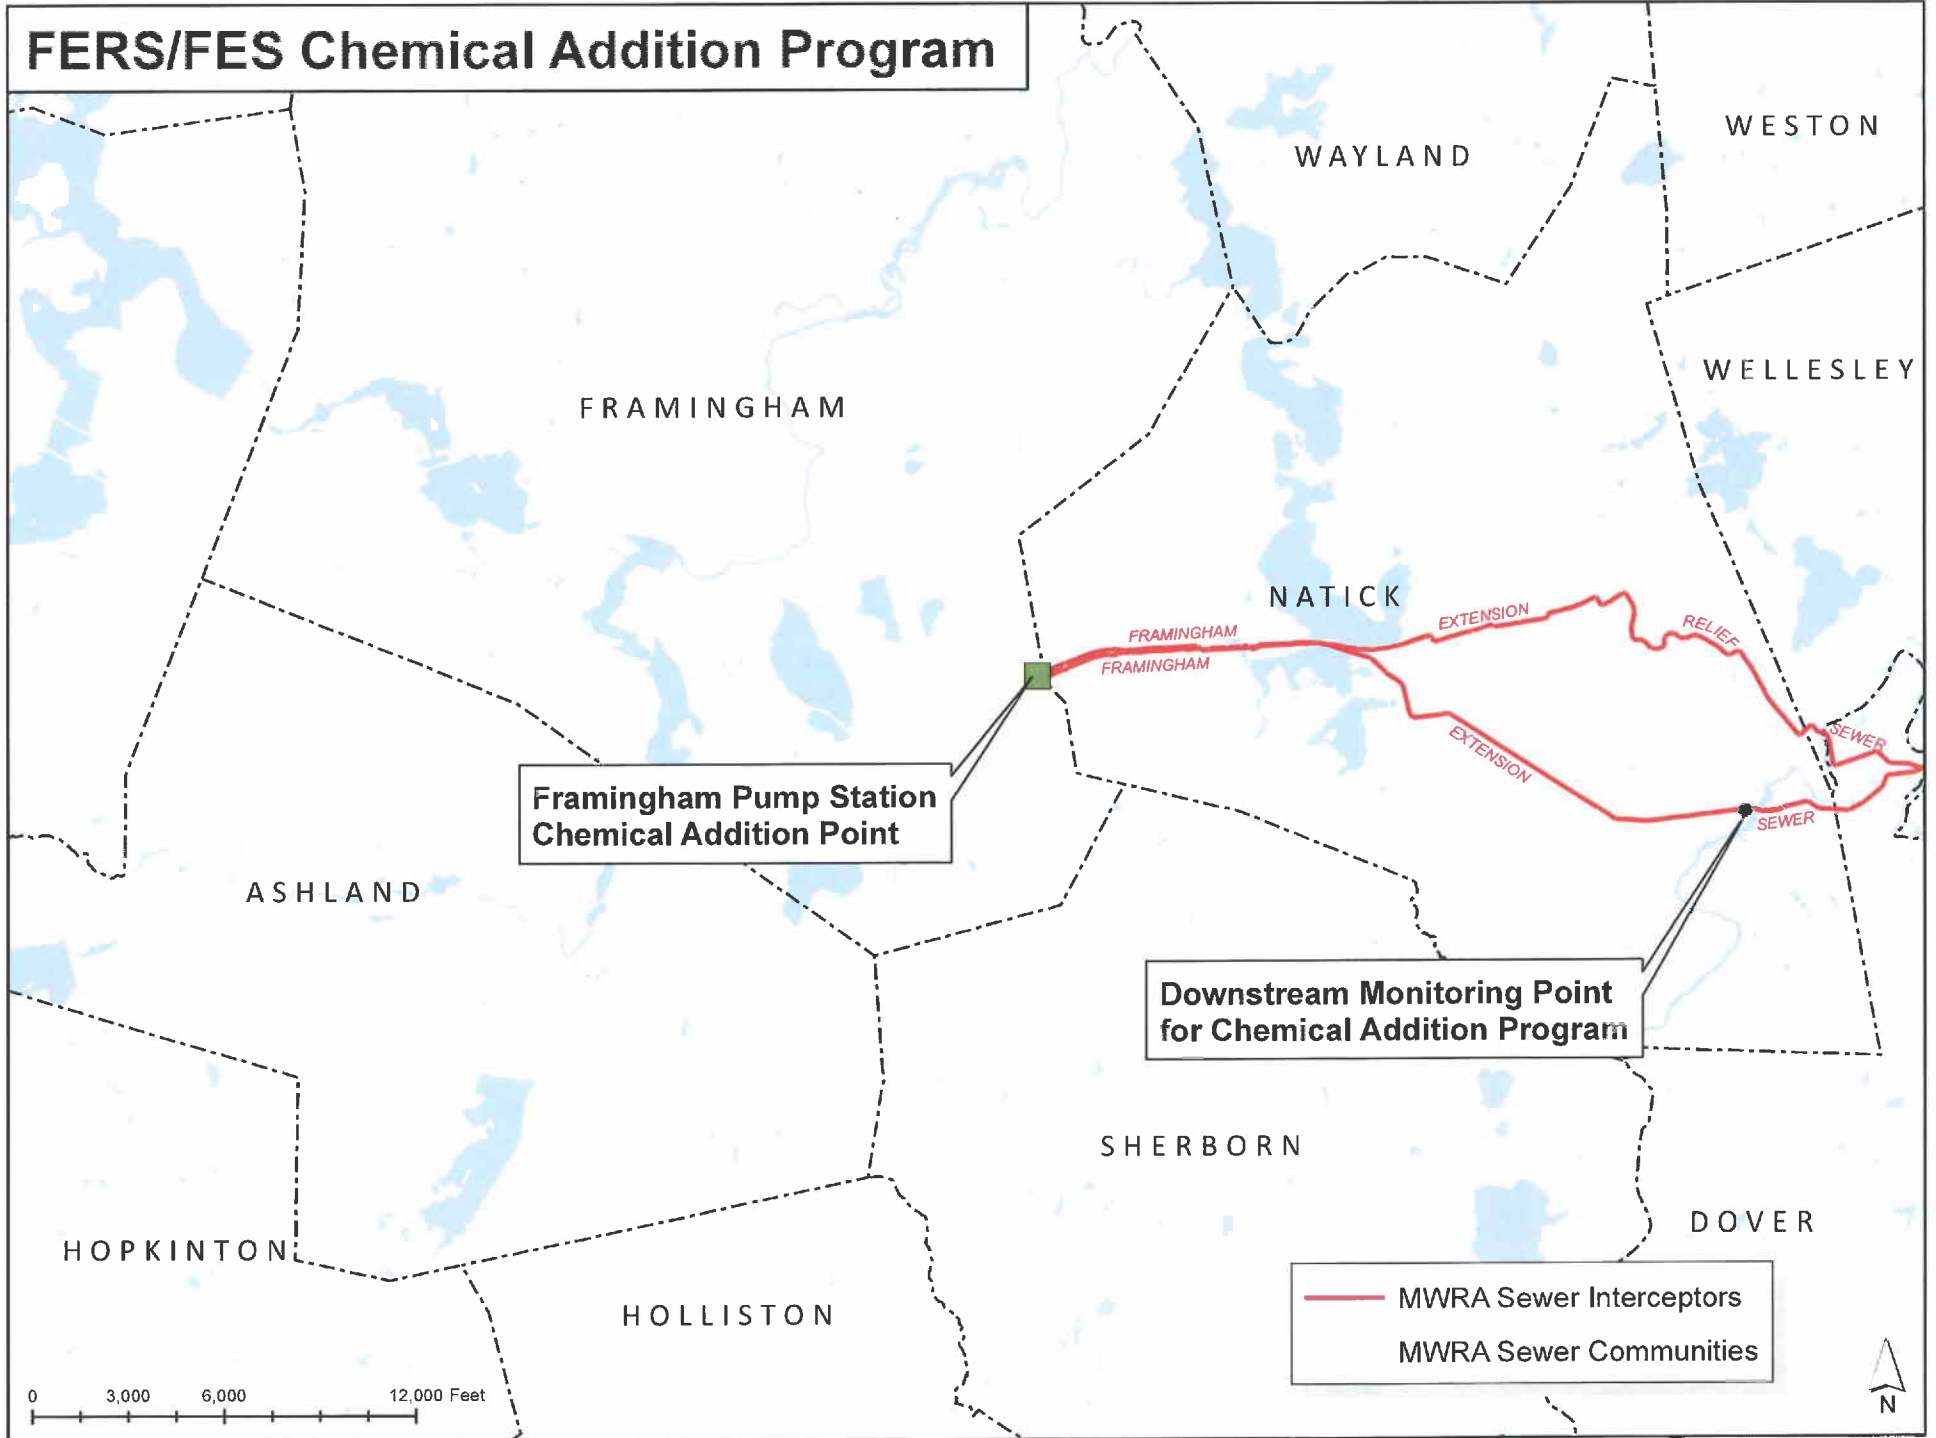 FERS/FES Chemical Addition Program
WESTON
WAYLAND
WELLESLEY
FRAMINGHAM
NATICK
EXTENSION
RELIEF
FRAMINGHAM
FRAMINGHAM
SEWER
EXTENSION
SEWER
Framingham Pump Station
Chemical Addition Point
ASHLAND
Downstream Monitoring Point
for Chemical Addition Program
SHERBORN
DOVER
HOPKINTON
HOLLISTON
MWRA Sewer Interceptors
MWRA Sewer Communities
0 3,000 6,000 12,000 Feet
N